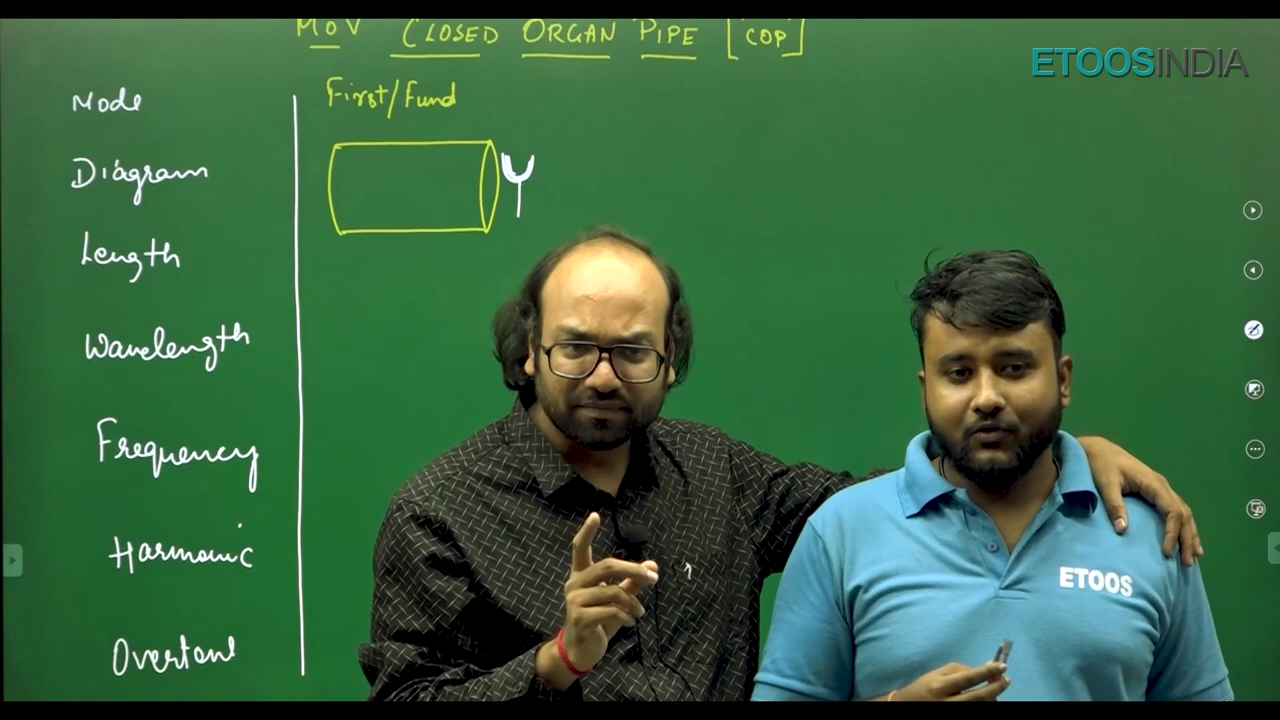 MOV CLOSED ORGAN PIPE [COP]
ETOOSINDIA
Mode
First/Fund
Diagram
Length
Wavelength
Frequency
Harmonic
Overtone
ETOOS